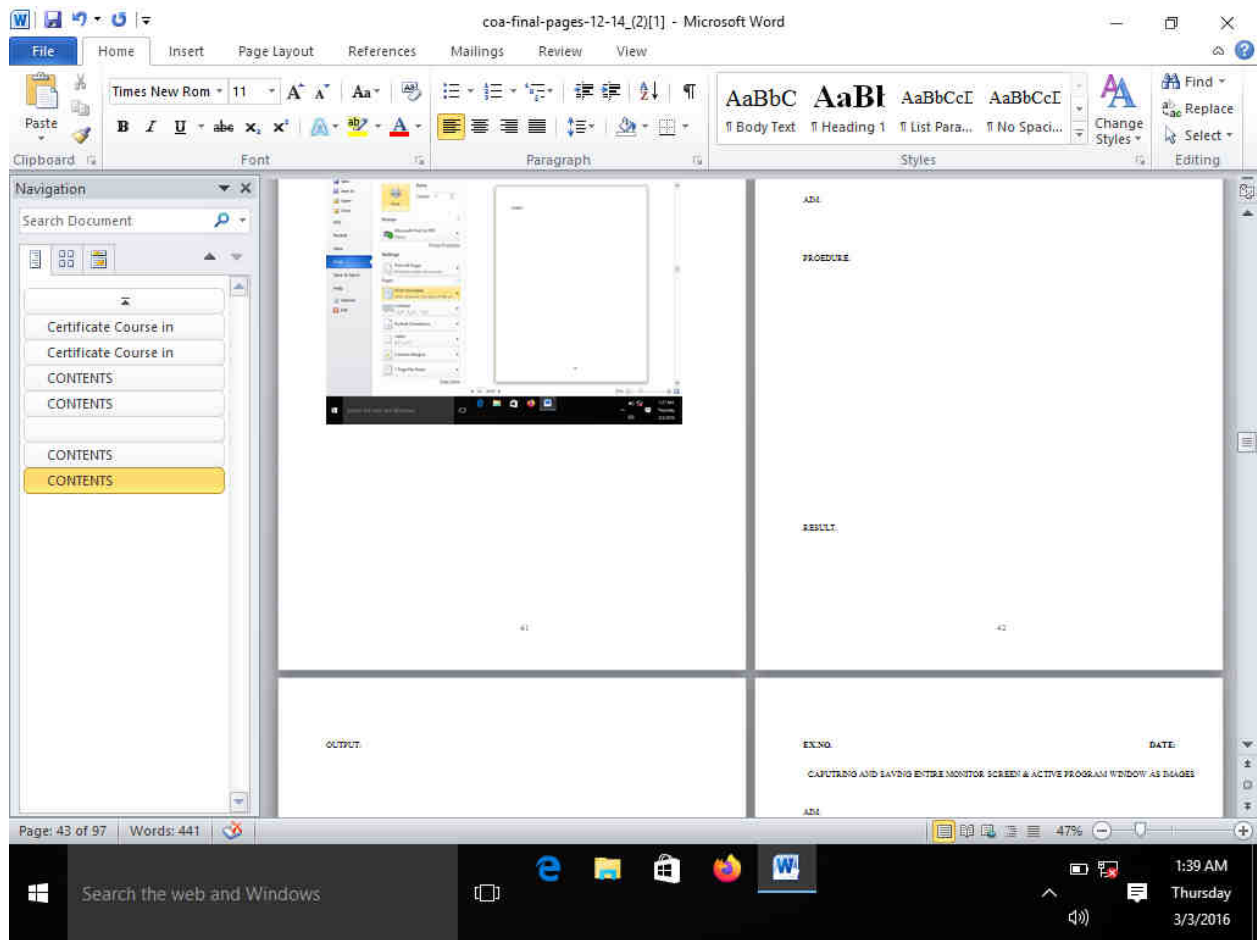 coa-final-pages-12-14_(2)[1] - Microsoft Word
File Home Insert Page Layout References Mailings Review View
Paste
Times New Rom 11
AaBbC AaBb AaBbCcD AaBbCcD
¶ Body Text ¶ Heading 1 ¶ List Para... ¶ No Spaci...
Change Styles
Find
Replace
Select
Clipboard Font Paragraph Styles Editing
Navigation
Search Document
Certificate Course in
Certificate Course in
CONTENTS
CONTENTS
CONTENTS
CONTENTS
AIM:
PROEDURE:
RESULT:
41
42
OUTPUT:
EX.NO. DATE:
CAPUTRING AND SAVING ENTIRE MONITOR SCREEN & ACTIVE PROGRAM WINDOW AS IMAGES
AIM:
Page: 43 of 97 Words: 441
47%
Search the web and Windows
1:39 AM
Thursday
3/3/2016